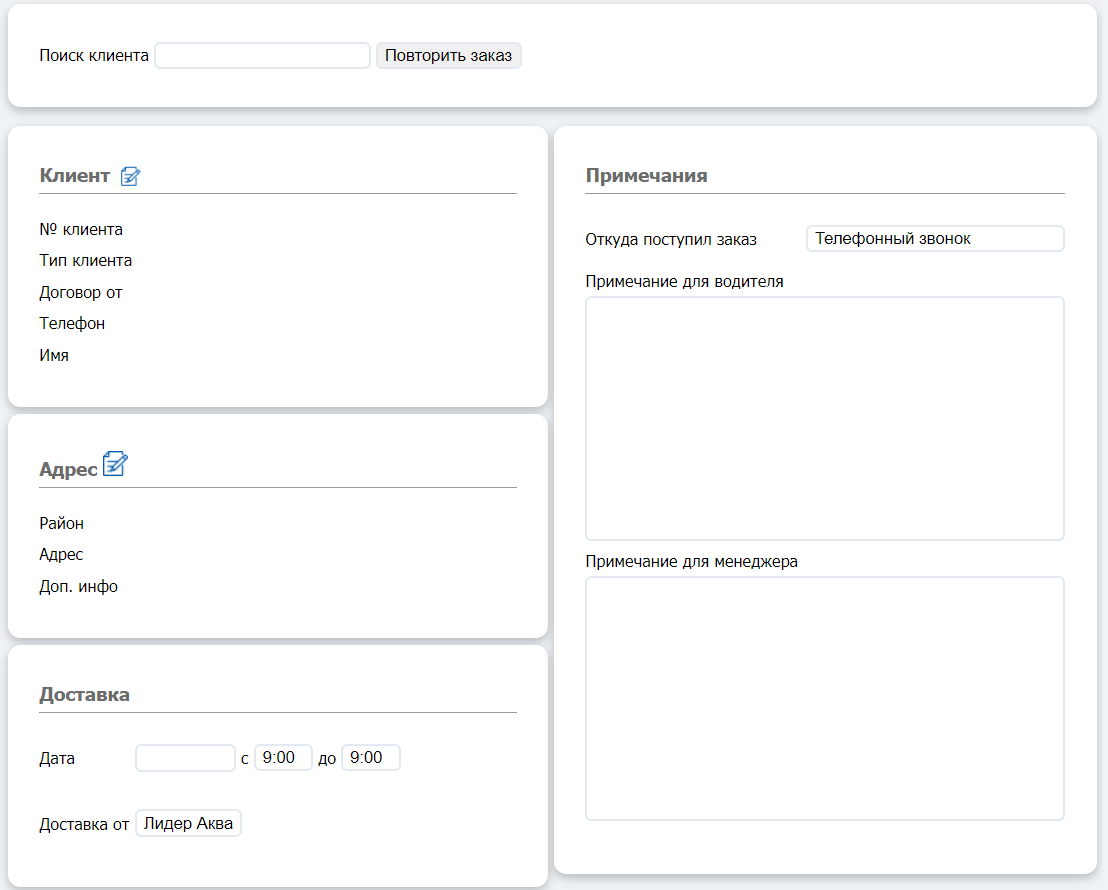 Поиск клиента Повторить заказ
Клиент
№ клиента
Тип клиента
Договор от
Телефон
Имя
Адрес
Район
Адрес
Доп. инфо
Доставка
Дата с 9:00 до 9:00
Доставка от Лидер Аква
Примечания
Откуда поступил заказ Телефонный звонок
Примечание для водителя
Примечание для менеджера